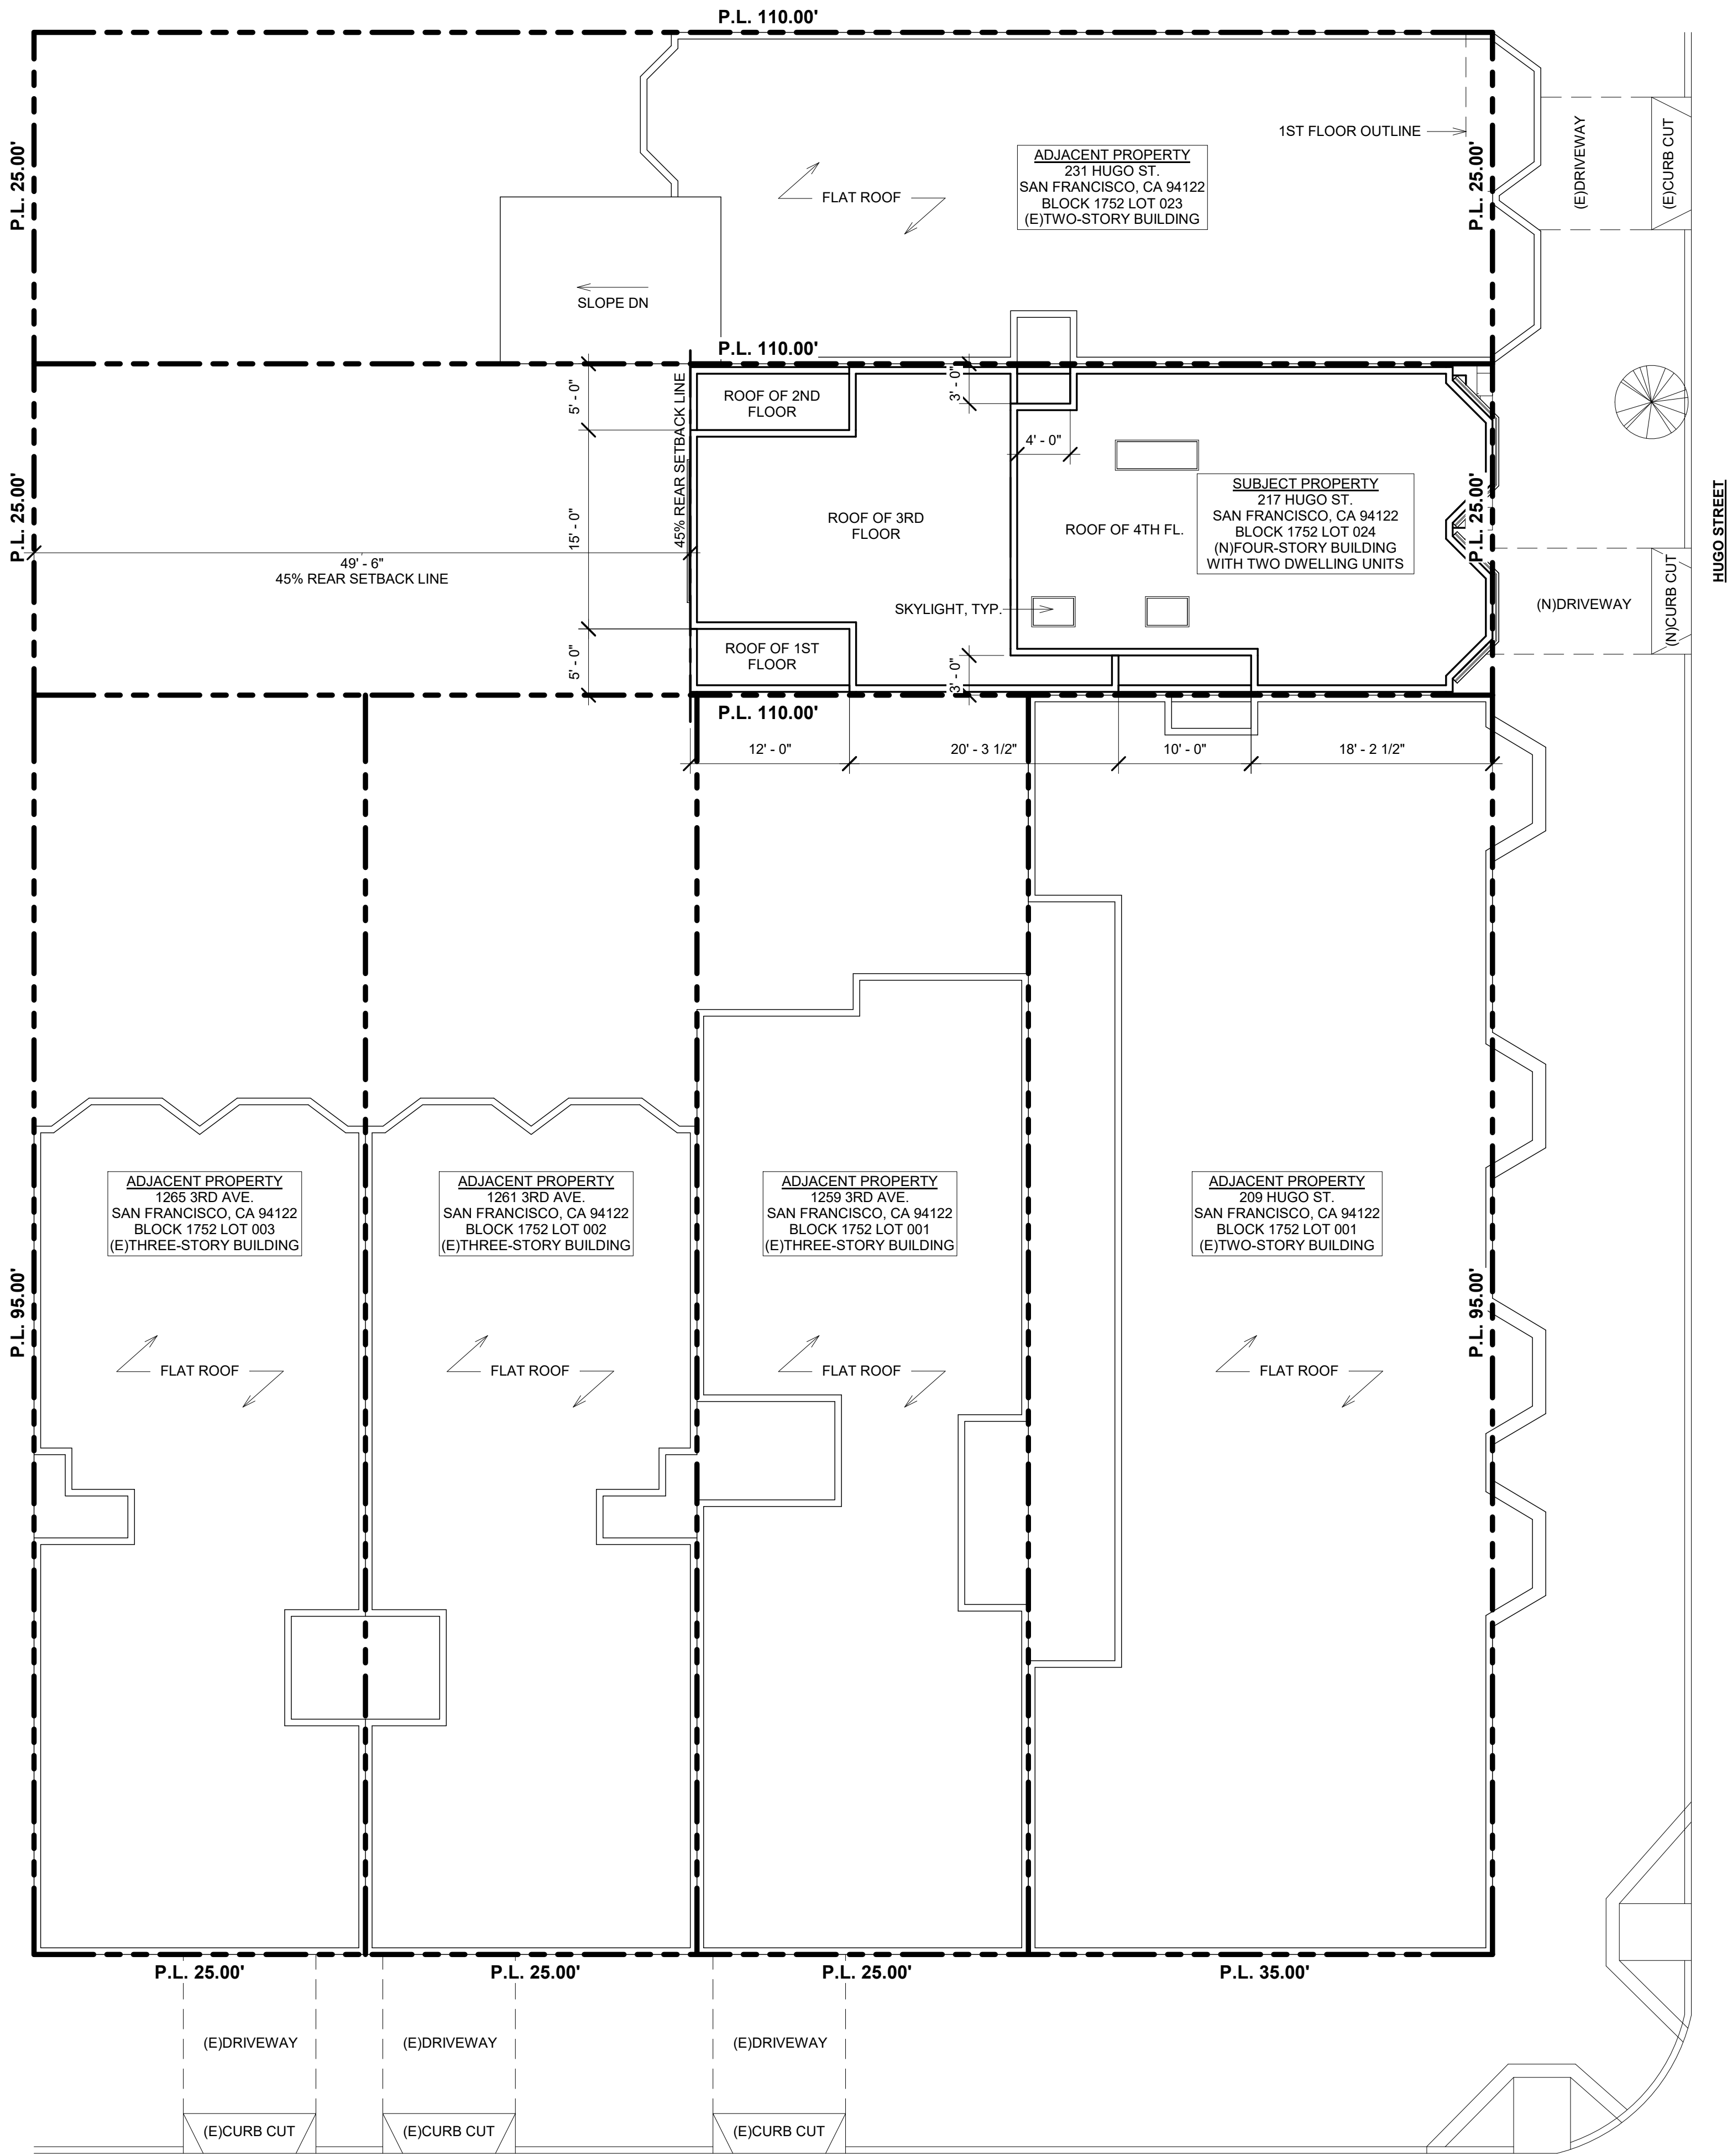 P.L. 110.00'
P.L. 25.00'
1ST FLOOR OUTLINE
ADJACENT PROPERTY
231 HUGO ST.
SAN FRANCISCO, CA 94122
BLOCK 1752 LOT 023
(E)TWO-STORY BUILDING
FLAT ROOF
P.L. 25.00'
(E)DRIVEWAY
(E)CURB CUT
SLOPE DN
P.L. 110.00'
5' - 0"
15' - 0"
5' - 0"
45% REAR SETBACK LINE
ROOF OF 2ND
FLOOR
3' - 0"
4' - 0"
P.L. 25.00'
49' - 6"
45% REAR SETBACK LINE
ROOF OF 3RD
FLOOR
ROOF OF 4TH FL.
SUBJECT PROPERTY
217 HUGO ST.
SAN FRANCISCO, CA 94122
BLOCK 1752 LOT 024
(N)FOUR-STORY BUILDING
WITH TWO DWELLING UNITS
P.L. 25.00'
HUGO STREET
SKYLIGHT, TYP.
(N)DRIVEWAY
(N)CURB CUT
ROOF OF 1ST
FLOOR
3' - 0"
P.L. 110.00'
12' - 0"
20' - 3 1/2"
10' - 0"
18' - 2 1/2"
ADJACENT PROPERTY
1265 3RD AVE.
SAN FRANCISCO, CA 94122
BLOCK 1752 LOT 003
(E)THREE-STORY BUILDING
ADJACENT PROPERTY
1261 3RD AVE.
SAN FRANCISCO, CA 94122
BLOCK 1752 LOT 002
(E)THREE-STORY BUILDING
ADJACENT PROPERTY
1259 3RD AVE.
SAN FRANCISCO, CA 94122
BLOCK 1752 LOT 001
(E)THREE-STORY BUILDING
ADJACENT PROPERTY
209 HUGO ST.
SAN FRANCISCO, CA 94122
BLOCK 1752 LOT 001
(E)TWO-STORY BUILDING
P.L. 95.00'
P.L. 95.00'
FLAT ROOF
FLAT ROOF
FLAT ROOF
FLAT ROOF
P.L. 25.00'
P.L. 25.00'
P.L. 25.00'
P.L. 35.00'
(E)DRIVEWAY
(E)DRIVEWAY
(E)DRIVEWAY
(E)CURB CUT
(E)CURB CUT
(E)CURB CUT